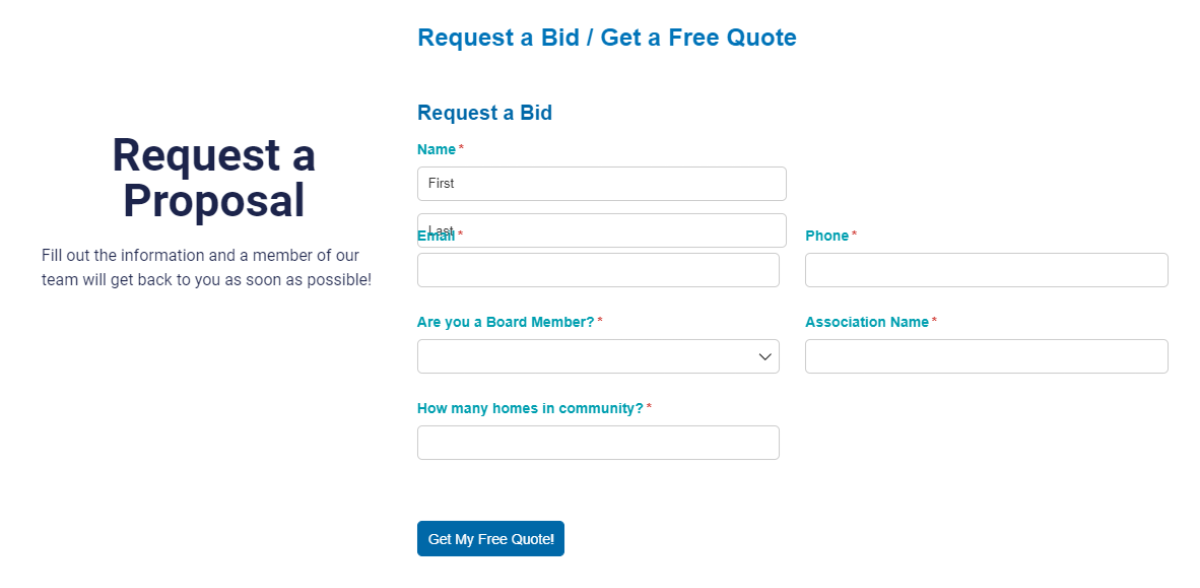 Request a Bid / Get a Free Quote
Request a
Proposal
Fill out the information and a member of our
team will get back to you as soon as possible!
Request a Bid
Name *
First
Last
Email * Phone *
Are you a Board Member? * Association Name *
How many homes in community? *
Get My Free Quote!